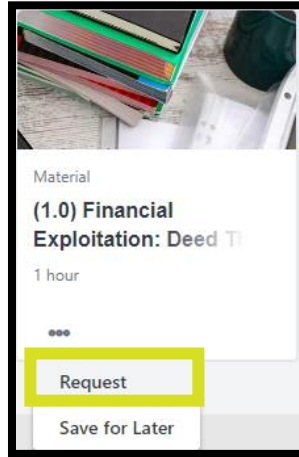 Material
(1.0) Financial
Exploitation: Deed
1 hour
Request
Save for Later